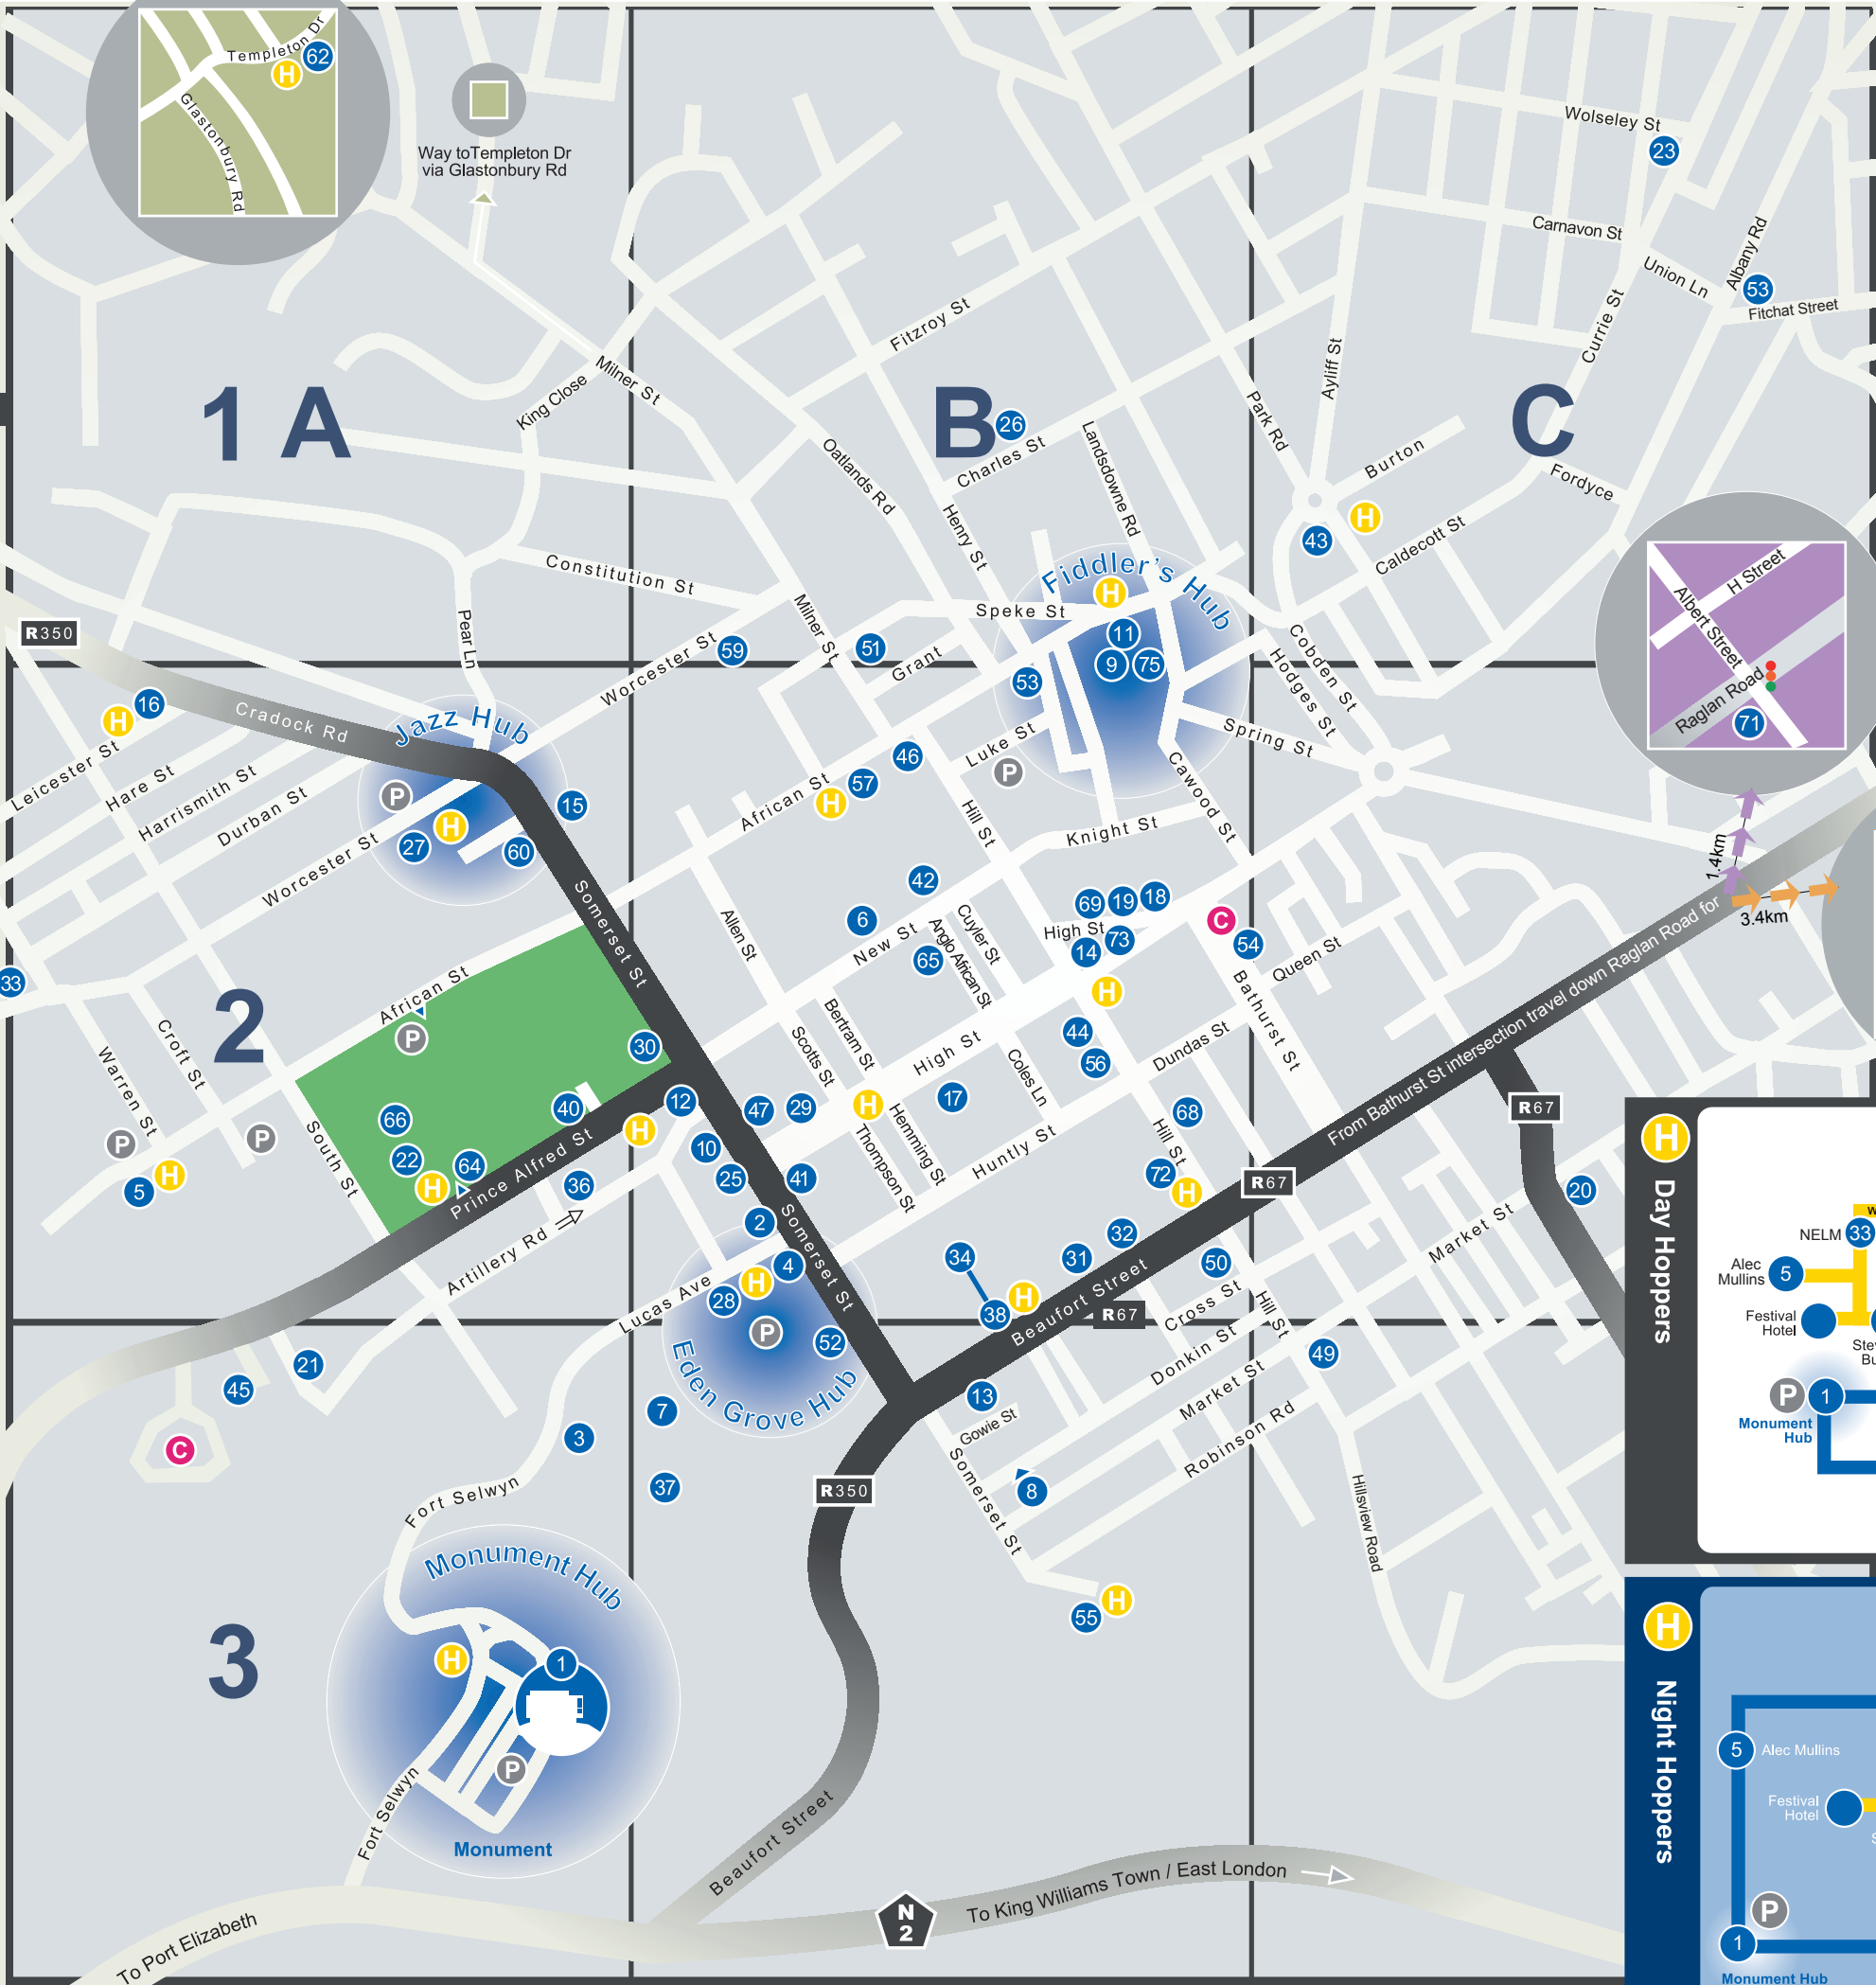 Templeton Dr
62
H
Glastonbury Rd
Way toTempleton Dr
via Glastonbury Rd
Wolseley St
23
Carnavon St
Union Ln
Albany Rd
53
Fitchat Street
Currie St
Fitzroy St
Milner St
King Close
Ayliff St
1 A
B
26
C
Charles St
Landsdowne Rd
Park Rd
Burton
Fordyce
Oatlands Rd
Henry St
H
43
Caldecott St
Constitution St
Fiddler's Hub
H
Speke St
11
9
75
53
H Street
Albert Street
Raglan Road
71
R350
Pear Ln
Milner St
51
Worcester St
59
Grant
Cobden St
Hodges St
16
H
Cradock Rd
Jazz Hub
Leicester St
Hare St
Harrismith St
Durban St
Worcester St
P
H
27
60
15
46
Luke St
P
Spring St
Cawood St
57
H
African St
Hill St
Knight St
1.4km
3.4km
Somerset St
42
6
New St
65
Allen St
Cuyler St
Anglo African St
69
19
18
High St
14
73
C
54
Queen St
H
Bathurst St
From Bathurst St intersection travel down Raglan Road for
33
2
African St
P
Croft St
Warren St
30
Scotts St
Bertram St
High St
Coles Ln
44
56
Dundas St
R67
66
40
12
47
29
H
17
68
P
P
H
5
South St
22
H
64
Prince Alfred St
H
36
10
25
41
Hemming St
Thompson St
Huntly St
Hill St
72
H
R67
20
Artillery Rd
2
4
Somerset St
34
31
32
50
Market St
Lucas Ave
H
28
P
52
Eden Grove Hub
38
H
Beaufort Street
R67
Cross St
Hill St
Donkin St
49
45
21
C
3
7
37
13
Gowie St
Market St
Robinson Rd
Fort Selwyn
R350
Somerset St
8
Hillsview Road
Monument Hub
3
H
1
P
55
H
Fort Selwyn
Monument
Beaufort Street
To Port Elizabeth
N
2
To King Williams Town / East London
H
Day Hoppers
NELM
33
Alec
Mullins
5
Festival
Hotel
P
1
Monument
Hub
H
Night Hoppers
5
Alec Mullins
Festival
Hotel
P
1
Monument Hub